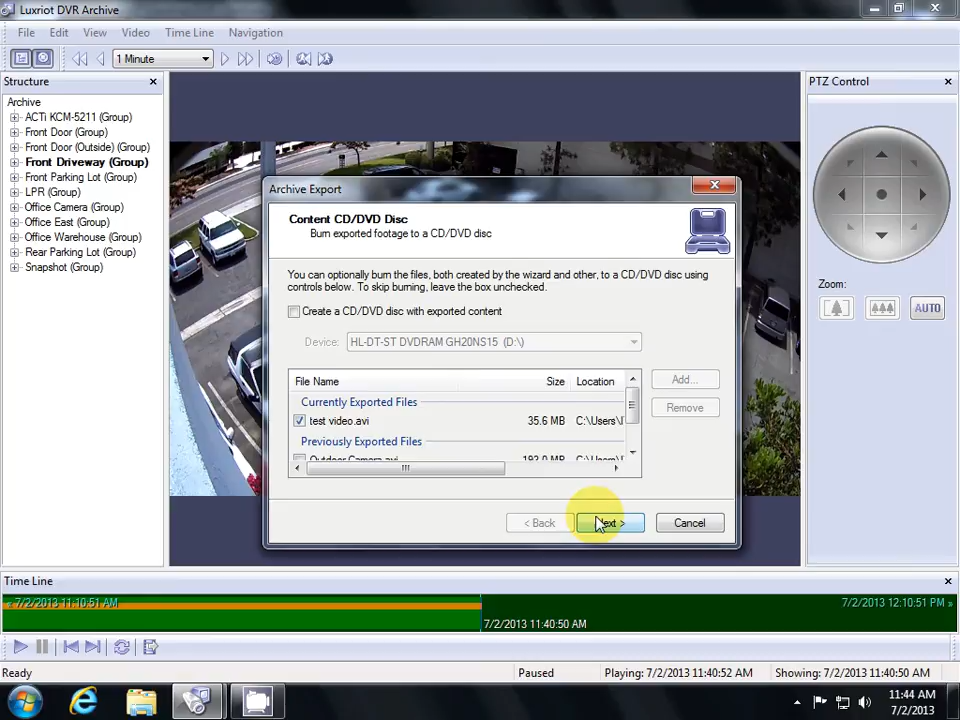 Luxriot DVR Archive
File Edit View Video Time Line Navigation
1 Minute
Structure
PTZ Control
Archive
ACTi KCM-5211 (Group)
Front Door (Group)
Front Door (Outside) (Group)
Front Driveway (Group)
Front Parking Lot (Group)
LPR (Group)
Office Camera (Group)
Office East (Group)
Office Warehouse (Group)
Rear Parking Lot (Group)
Snapshot (Group)
Archive Export
Content CD/DVD Disc
Burn exported footage to a CD/DVD disc
You can optionally burn the files, both created by the wizard and other, to a CD/DVD disc using
controls below. To skip burning, leave the box unchecked.
Create a CD/DVD disc with exported content
Device: HL-DT-ST DVDRAM GH20NS15 (D:\)
File Name Size Location
Add...
Currently Exported Files
Remove
test video.avi 35.6 MB C:\Users\
Previously Exported Files
Outdoor Camera.avi 192.0 MB C:\Users\
< Back Next > Cancel
Zoom:
AUTO
Time Line
« 7/2/2013 11:10:51 AM
7/2/2013 12:10:51 PM »
7/2/2013 11:40:50 AM
Ready Paused Playing: 7/2/2013 11:40:52 AM Showing: 7/2/2013 11:40:50 AM
11:44 AM
7/2/2013